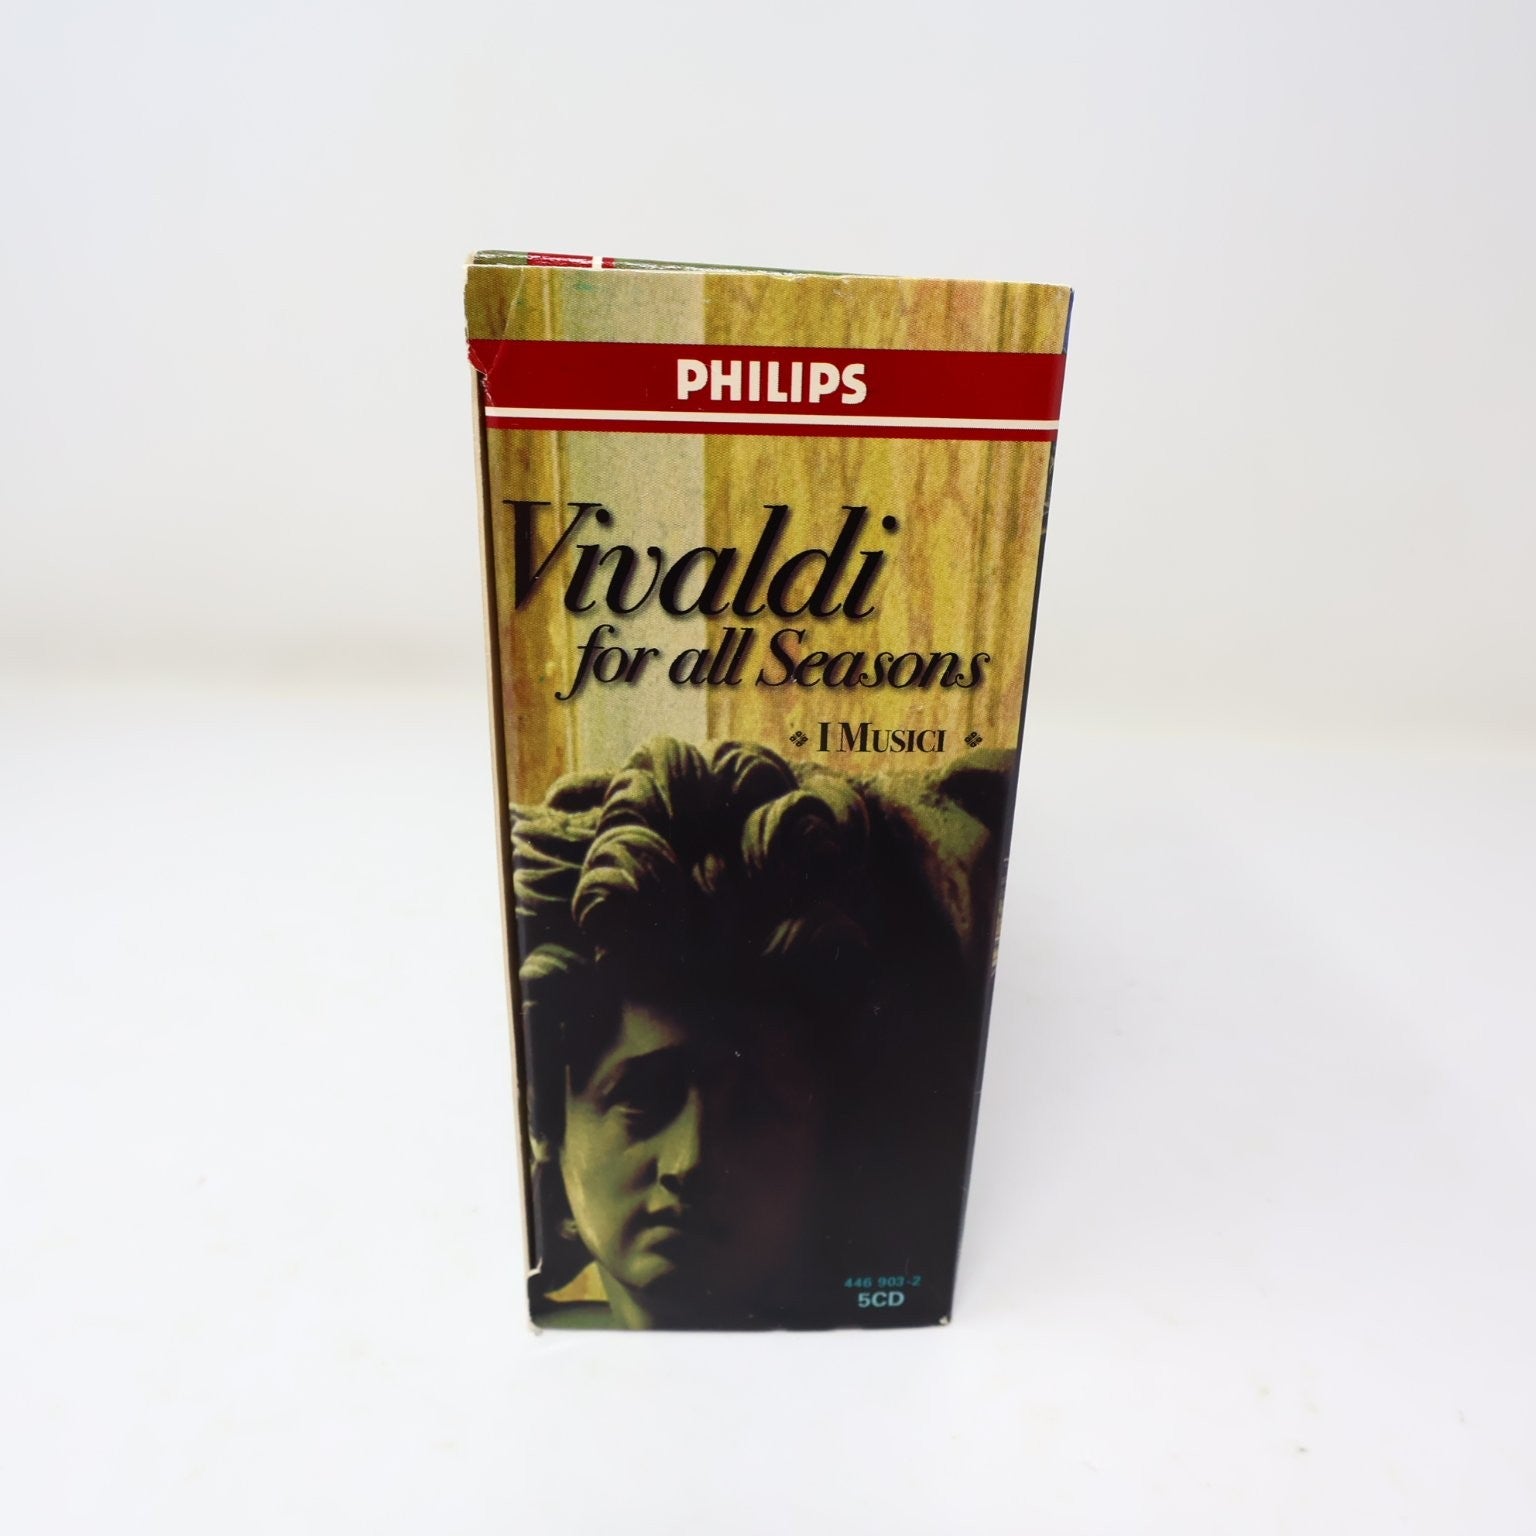 PHILIPS
Vivaldi
for all Seasons
I MUSICI
446 903-2
5CD